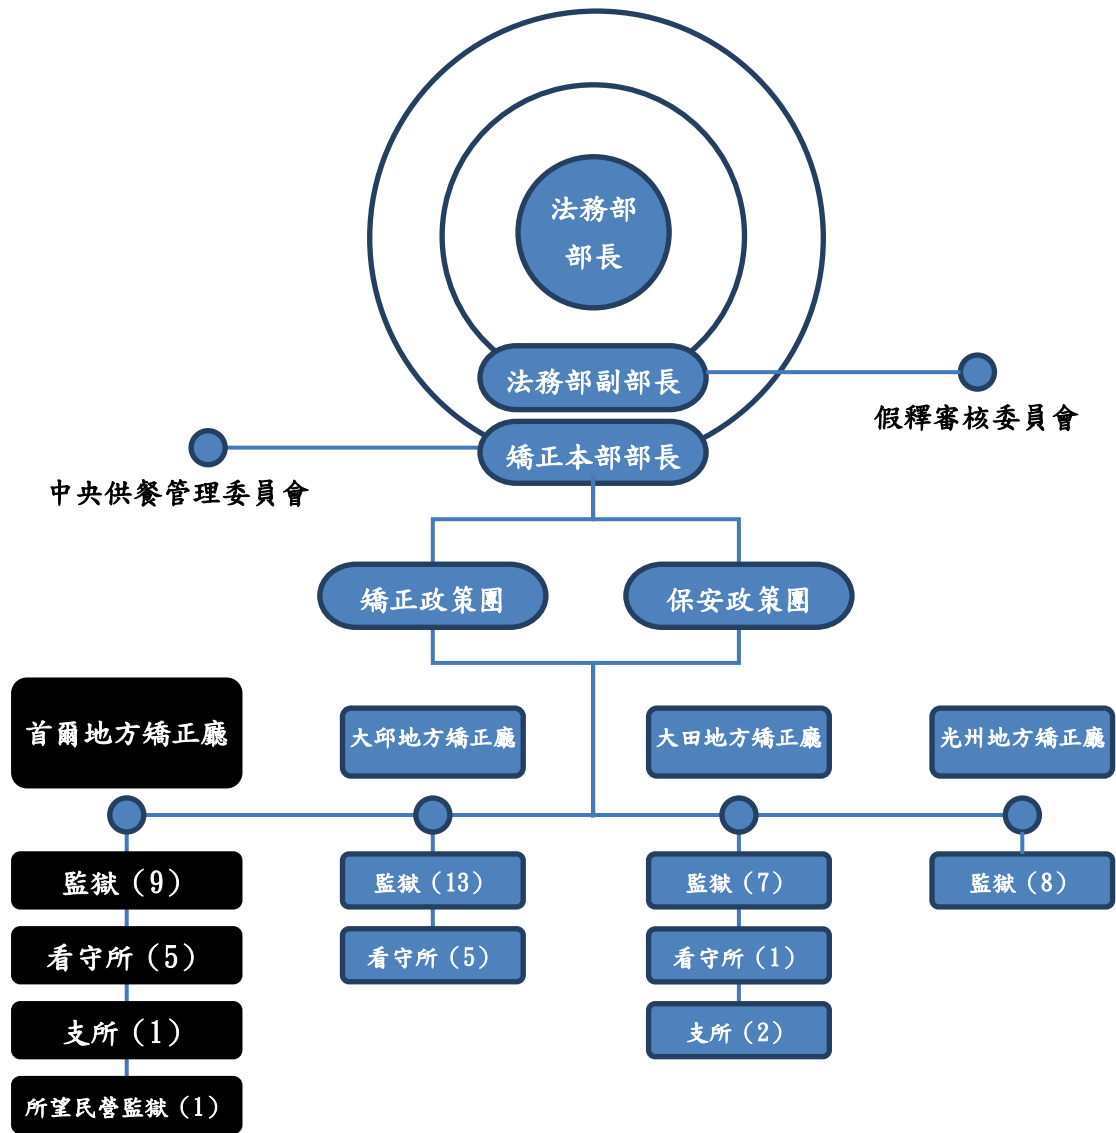 法務部
部長
法務部副部長
假釋審核委員會
矯正本部部長
中央供餐管理委員會
矯正政策團
保安政策團
首爾地方矯正廳
大邱地方矯正廳
大田地方矯正廳
光州地方矯正廳
監獄（9）
監獄（13）
監獄（7）
監獄（8）
看守所（5）
看守所（5）
看守所（1）
支所（1）
支所（2）
所望民營監獄（1）